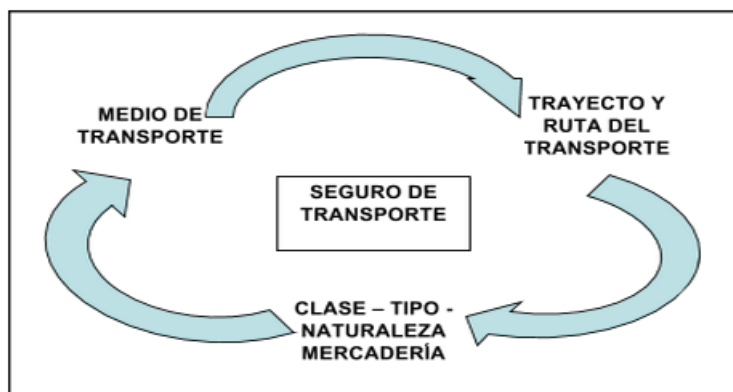 MEDIO DE
TRANSPORTE
TRAYECTO Y
RUTA DEL
TRANSPORTE
SEGURO DE
TRANSPORTE
CLASE – TIPO -
NATURALEZA
MERCADERÍA